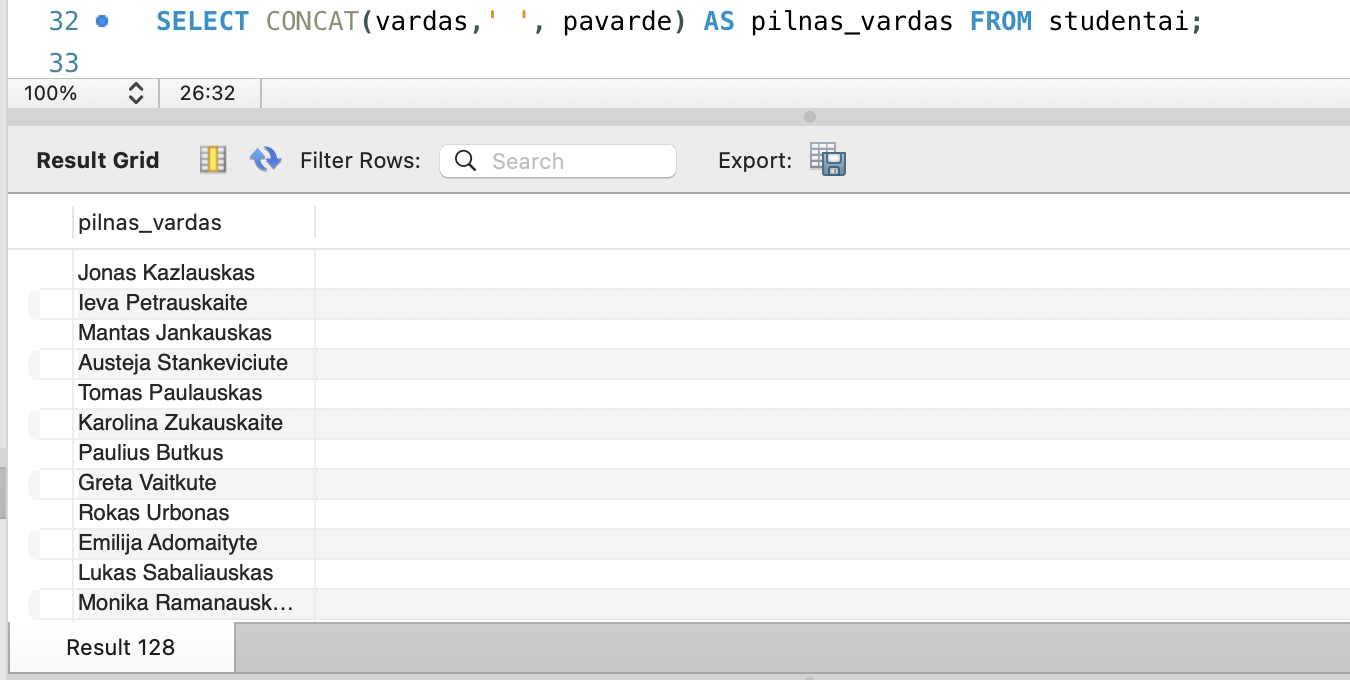 32 SELECT CONCAT(vardas,' ', pavarde) AS pilnas_vardas FROM studentai;
33
100% 26:32
Result Grid Filter Rows: Search Export:
pilnas_vardas
Jonas Kazlauskas
Ieva Petrauskaite
Mantas Jankauskas
Austeja Stankeviciute
Tomas Paulauskas
Karolina Zukauskaite
Paulius Butkus
Greta Vaitkute
Rokas Urbonas
Emilija Adomaityte
Lukas Sabaliauskas
Monika Ramanausk...
Result 128